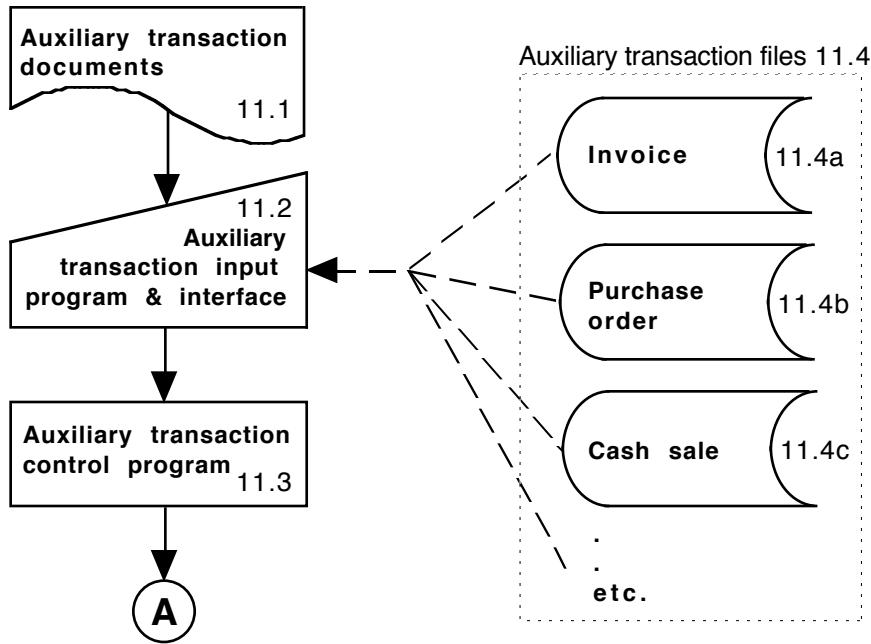 Auxiliary transaction
documents
11.1
11.2
Auxiliary
transaction input
program & interface
Auxiliary transaction
control program
11.3
A
Auxiliary transaction files 11.4
Invoice
11.4a
Purchase
order
11.4b
Cash sale
11.4c
.
.
etc.